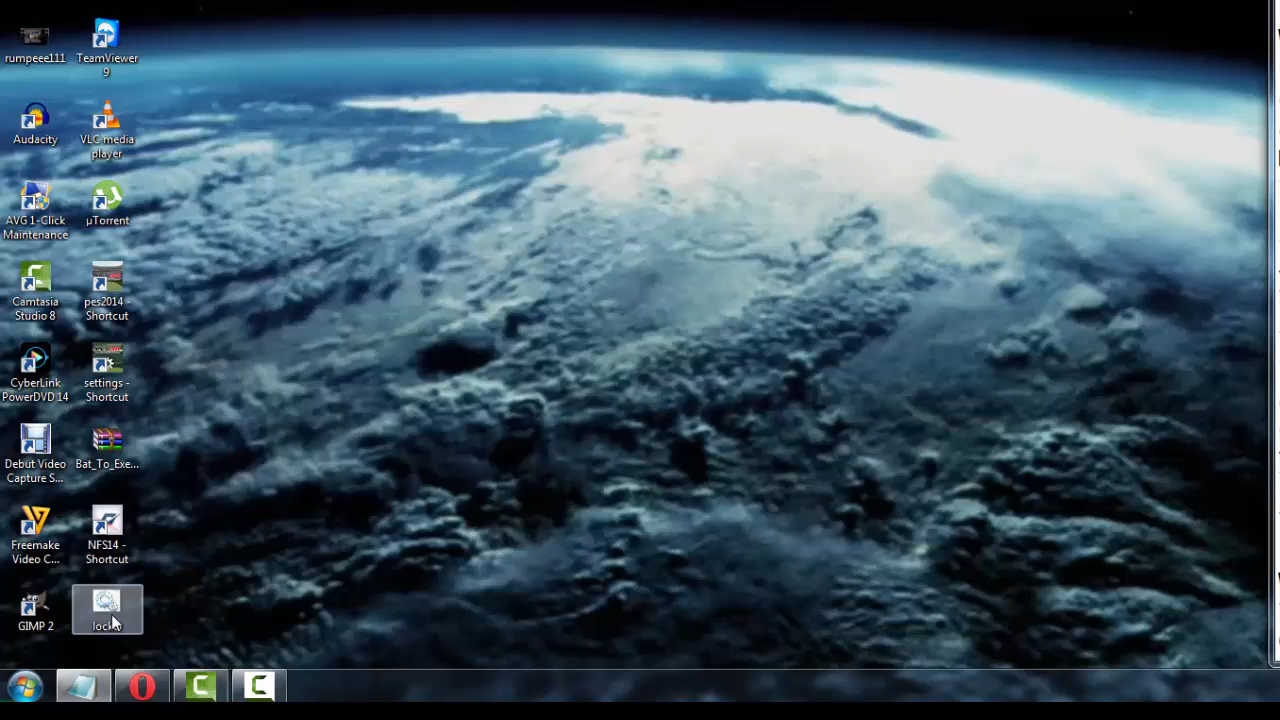 rumpeee111
TeamViewer
9
Audacity
VLC media
player
AVG 1-Click
Maintenance
µTorrent
Camtasia
Studio 8
pes2014 -
Shortcut
CyberLink
PowerDVD 14
settings -
Shortcut
Debut Video
Capture S...
Bat_To_Exe...
Freemake
Video C...
NFS14 -
Shortcut
GIMP 2